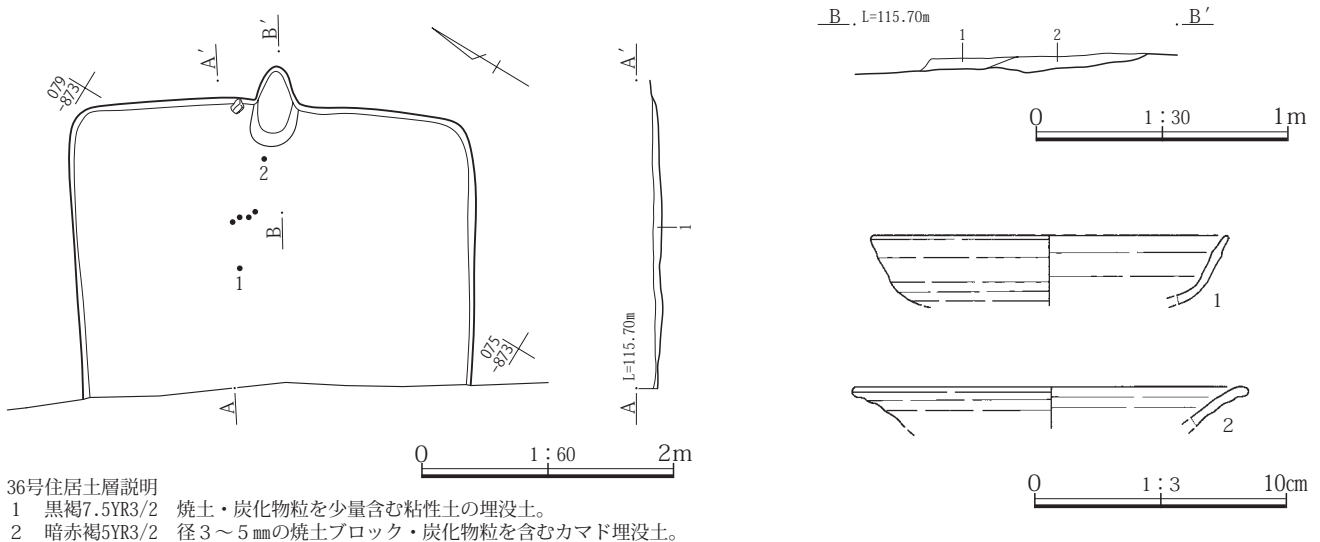 B'
A'
079
-873
2
B
1
075
-873
A
0 1：60 2m
A'
1
L=115.70m
A
B L=115.70m B'
1 2
0 1：30 1m
1
2
0 1：3 10cm
36号住居土層説明
1 黒褐7.5YR3/2 焼土・炭化物粒を少量含む粘性土の埋没土。
2 暗赤褐5YR3/2 径３～５㎜の焼土ブロック・炭化物粒を含むカマド埋没土。